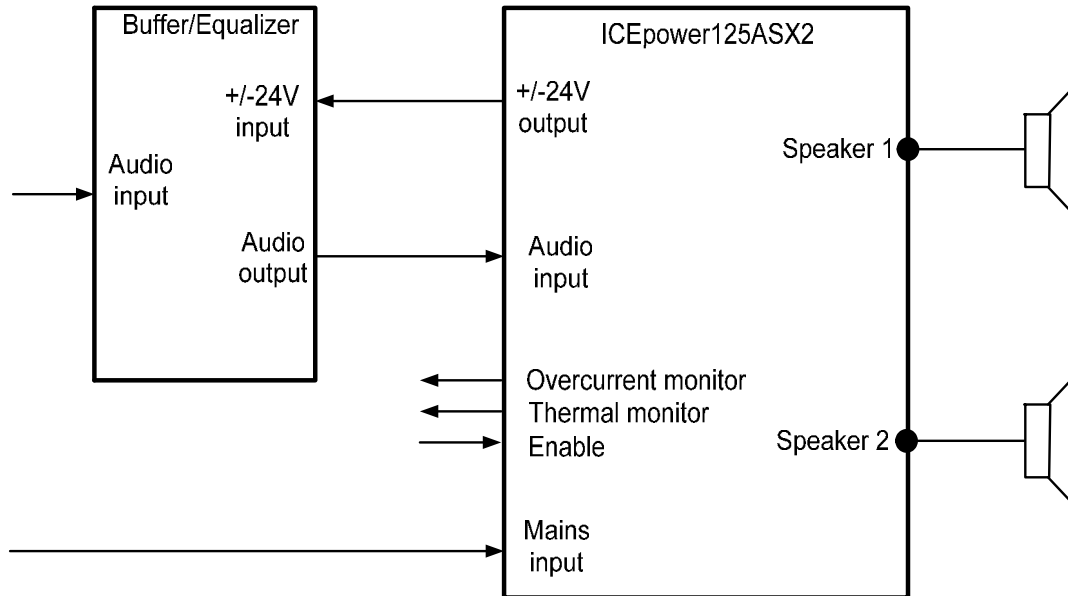 Buffer/Equalizer
+/-24V
input
Audio
input
Audio
output
ICEpower125ASX2
+/-24V
output
Speaker 1
Audio
input
Overcurrent monitor
Thermal monitor
Enable
Speaker 2
Mains
input